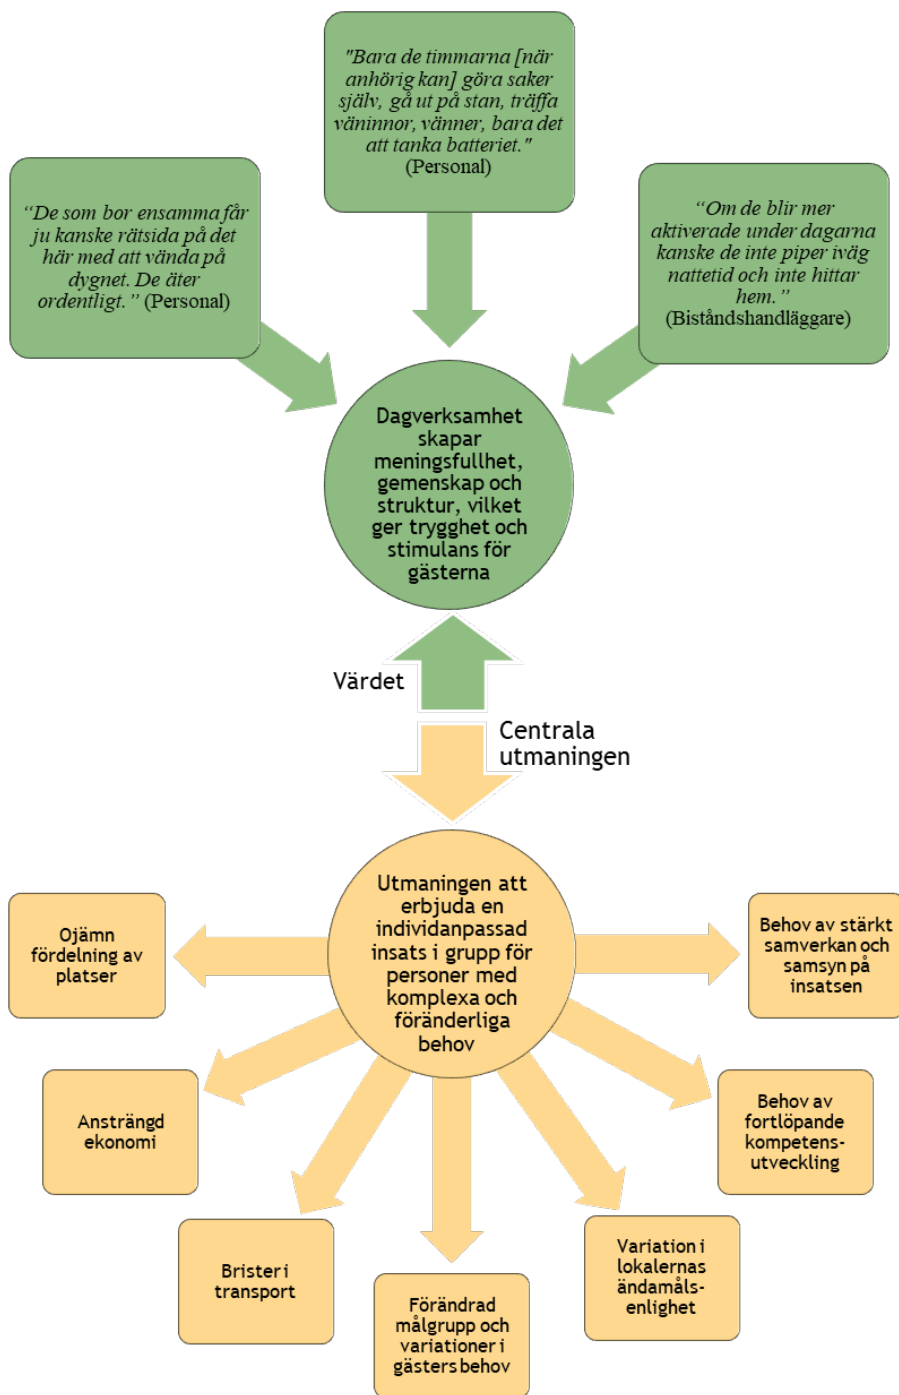 "Bara de timmarna [när
anhörig kan] göra saker
själv, gå ut på stan, träffa
väninnor, vänner, bara det
att tanka batteriet."
(Personal)
“De som bor ensamma får
ju kanske rätsida på det
här med att vända på
dygnet. De äter
ordentligt.” (Personal)
“Om de blir mer
aktiverade under dagarna
kanske de inte piper iväg
nattetid och inte hittar
hem.”
(Biståndshandläggare)
Dagverksamhet
skapar
meningsfullhet,
gemenskap och
struktur, vilket
ger trygghet och
stimulans för
gästerna
Värdet
Centrala
utmaningen
Utmaningen att
erbjuda en
individanpassad
insats i grupp för
personer med
komplexa och
föränderliga
behov
Ojämn
fördelning av
platser
Ansträngd
ekonomi
Brister i
transport
Förändrad
målgrupp och
variationer i
gästers behov
Variation i
lokalernas
ändamåls-
enlighet
Behov av
fortlöpande
kompetens-
utveckling
Behov av stärkt
samverkan och
samsyn på
insatsen